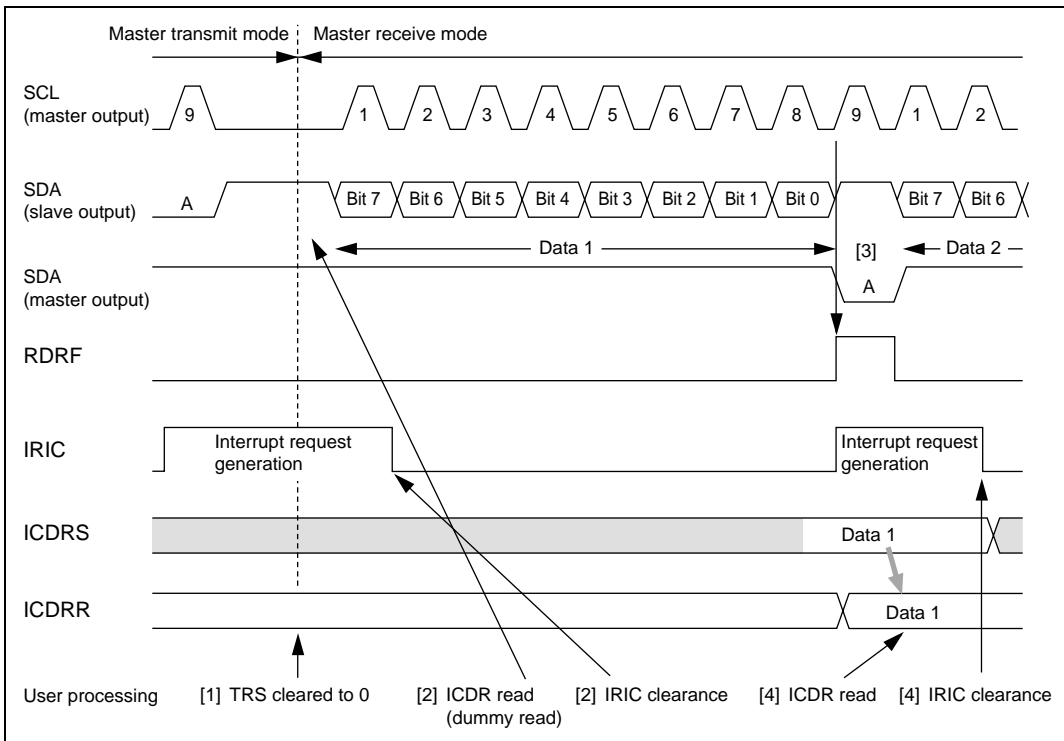 Master transmit mode Master receive mode
SCL
(master output)
9 1 2 3 4 5 6 7 8 9 1 2
SDA
(slave output)
A Bit 7 Bit 6 Bit 5 Bit 4 Bit 3 Bit 2 Bit 1 Bit 0 Bit 7 Bit 6
Data 1 [3] Data 2
SDA
(master output)
A
RDRF
IRIC
Interrupt request
generation
Interrupt request
generation
ICDRS
Data 1
ICDRR
Data 1
User processing [1] TRS cleared to 0 [2] ICDR read
(dummy read)
[2] IRIC clearance [4] ICDR read [4] IRIC clearance